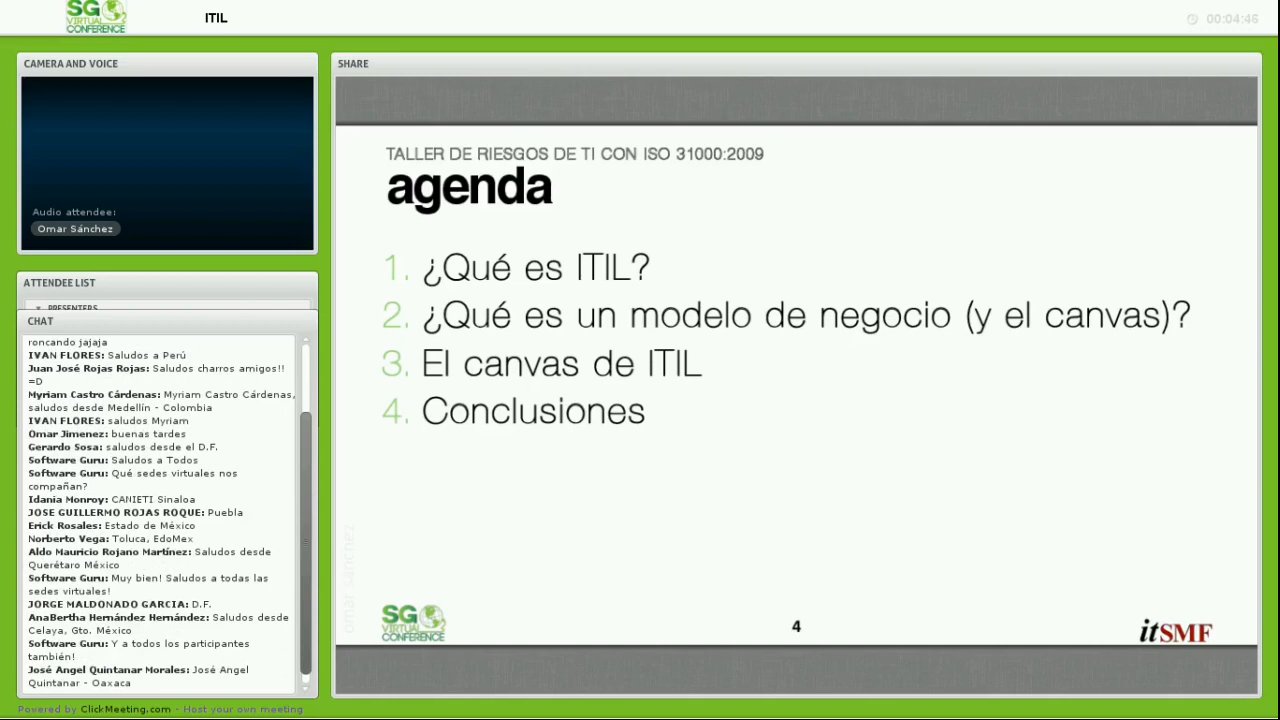 SG
VIRTUAL
CONFERENCE
ITIL
00:04:46
CAMERA AND VOICE
Audio attendee:
Omar Sánchez
ATTENDEE LIST
PRESENTERS
CHAT
roncando jajaja
IVAN FLORES: Saludos a Perú
Juan José Rojas Rojas: Saludos charros amigos!!
=D
Myriam Castro Cárdenas: Myriam Castro Cárdenas,
saludos desde Medellín - Colombia
IVAN FLORES: saludos Myriam
Omar Jimenez: buenas tardes
Gerardo Sosa: saludos desde el D.F.
Software Guru: Saludos a Todos
Software Guru: Qué sedes virtuales nos
compañan?
Idania Monroy: CANIETI Sinaloa
JOSE GUILLERMO ROJAS ROQUE: Puebla
Erick Rosales: Estado de México
Norberto Vega: Toluca, EdoMex
Aldo Mauricio Rojano Martínez: Saludos desde
Querétaro México
Software Guru: Muy bien! Saludos a todas las
sedes virtuales!
JORGE MALDONADO GARCIA: D.F.
AnaBertha Hernández Hernández: Saludos desde
Celaya, Gto. México
Software Guru: Y a todos los participantes
también!
José Angel Quintanar Morales: José Angel
Quintanar - Oaxaca
Powered by ClickMeeting.com - Host your own meeting
SHARE
TALLER DE RIESGOS DE TI CON ISO 31000:2009
agenda
1. ¿Qué es ITIL?
2. ¿Qué es un modelo de negocio (y el canvas)?
3. El canvas de ITIL
4. Conclusiones
omar sánchez
SG
VIRTUAL
CONFERENCE
4
itSMF